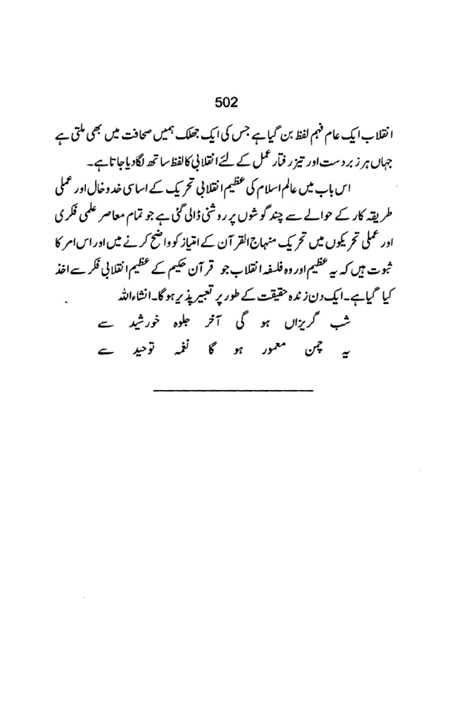 502
انقلاب ایک عام فہم لفظ بن گیا ہے جس کی ایک جھلک ہمیں صحافت میں بھی ملتی ہے
جہاں ہر زبردست اور تیز رفتار عمل کے لئے انقلابی کا لفظ ساتھ لگا دیا جاتا ہے۔
اس باب میں عالم اسلام کی عظیم انقلابی تحریک کے اساسی خدوخال اور عملی
طریقہ کار کے حوالے سے چند گوشوں پر روشنی ڈالی گئی ہے جو تمام معاصر علمی فکری
اور عملی تحریکوں میں تحریک منہاج القرآن کے امتیاز کو واضح کرنے میں اور اس امر کا
ثبوت ہیں کہ یہ عظیم اور وہ فلسفہ انقلاب جو قرآن حکیم کے عظیم انقلابی فکر سے اخذ
کیا گیا ہے۔ ایک دن زندہ حقیقت کے طور پر تعبیر پذیر ہو گا۔ انشاء اللہ
شب گریزاں ہو گی آخر جلوہ خورشید سے
یہ چمن معمور ہو گا نغمہ توحید سے